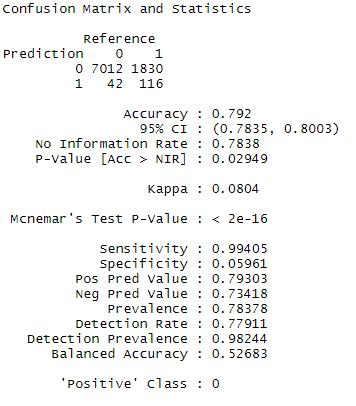 Confusion Matrix and Statistics
Reference
Prediction 0 1
0 7012 1830
1 42 116
Accuracy : 0.792
95% CI : (0.7835, 0.8003)
No Information Rate : 0.7838
P-Value [Acc > NIR] : 0.02949
Kappa : 0.0804
Mcnemar's Test P-Value : < 2e-16
Sensitivity : 0.99405
Specificity : 0.05961
Pos Pred Value : 0.79303
Neg Pred Value : 0.73418
Prevalence : 0.78378
Detection Rate : 0.77911
Detection Prevalence : 0.98244
Balanced Accuracy : 0.52683
'Positive' Class : 0